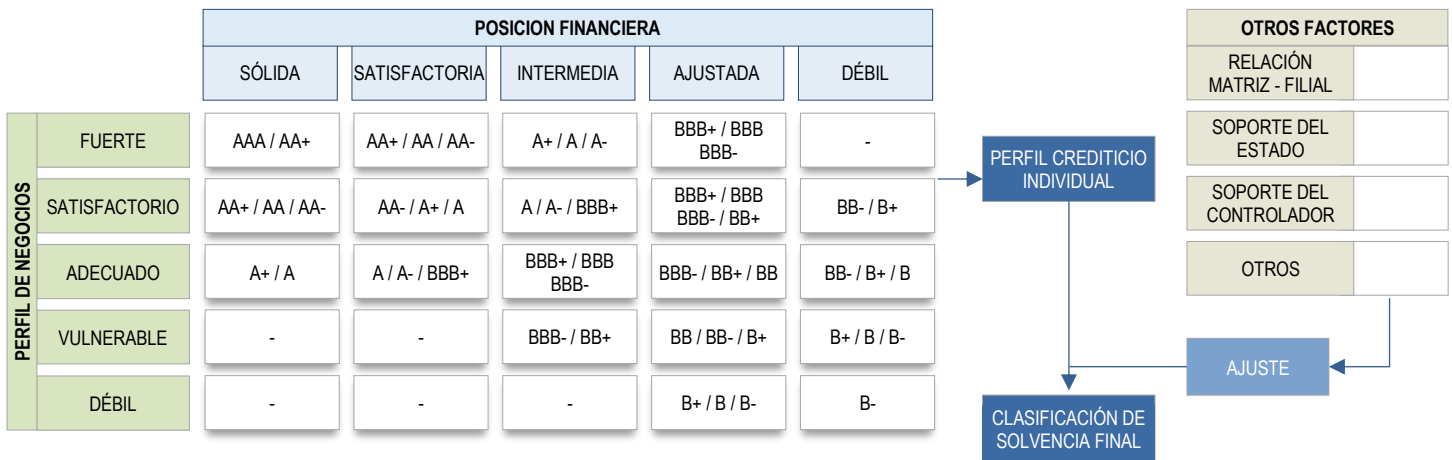 POSICION FINANCIERA
SÓLIDA
SATISFACTORIA
INTERMEDIA
AJUSTADA
DÉBIL
PERFIL DE NEGOCIOS
FUERTE
AAA / AA+
AA+ / AA / AA-
A+ / A / A-
BBB+ / BBB
BBB-
-
SATISFACTORIO
AA+ / AA / AA-
AA- / A+ / A
A / A- / BBB+
BBB+ / BBB
BBB- / BB+
BB- / B+
ADECUADO
A+ / A
A / A- / BBB+
BBB+ / BBB
BBB-
BBB- / BB+ / BB
BB- / B+ / B
VULNERABLE
-
-
BBB- / BB+
BB / BB- / B+
B+ / B / B-
DÉBIL
-
-
-
B+ / B / B-
B-
PERFIL CREDITICIO
INDIVIDUAL
CLASIFICACIÓN DE
SOLVENCIA FINAL
OTROS FACTORES
RELACIÓN
MATRIZ - FILIAL
SOPORTE DEL
ESTADO
SOPORTE DEL
CONTROLADOR
OTROS
AJUSTE